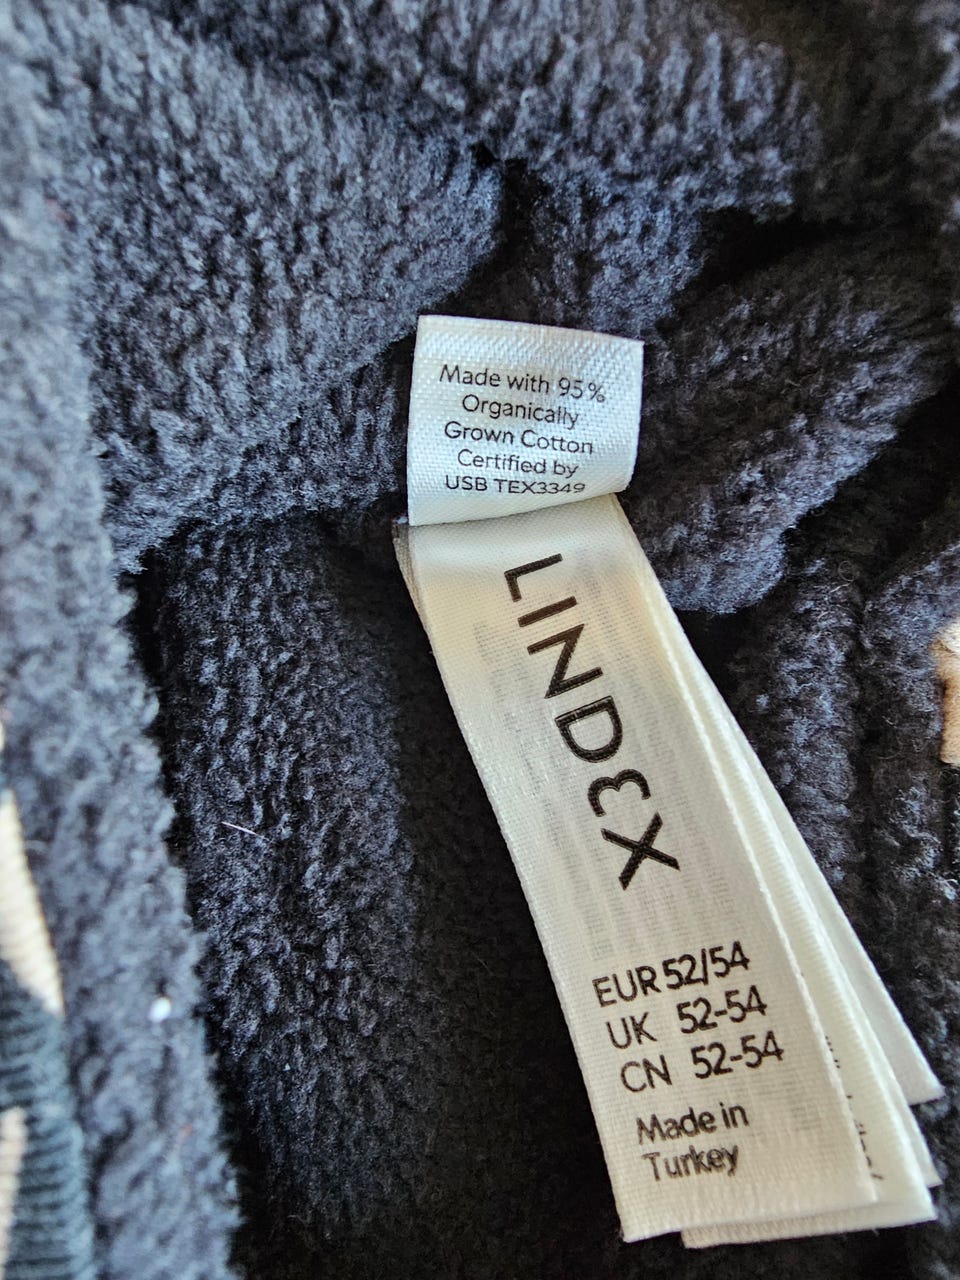 Made with 95%
Organically
Grown Cotton
Certified by
USB TEX3349
LINDEX
EUR 52/54
UK 52-54
CN 52-54
Made in
Turkey